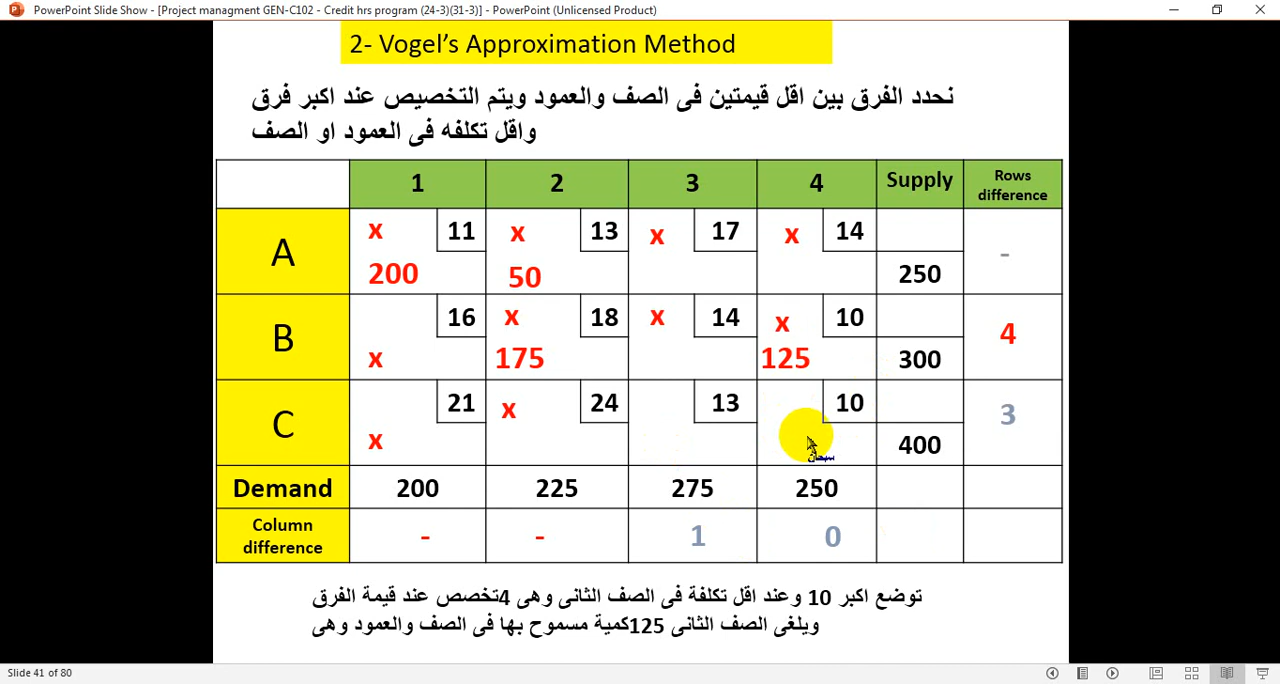 PowerPoint Slide Show - [Project managment GEN-C102 - Credit hrs program (24-3)(31-3)] - PowerPoint (Unlicensed Product)
2- Vogel's Approximation Method
نحدد الفرق بين اقل قيمتين فى الصف والعمود ويتم التخصيص عند اكبر فرق
واقل تكلفه فى العمود او الصف
1 2 3 4 Supply Rows difference
A x 11 x 13 x 17 x 14 -
200 50 250
B 16 x 18 x 14 x 10 4
x 175 125 300
C 21 x 24 13 10 3
x 400
Demand 200 225 275 250
Column difference - - 1 0
توضع اكبر 10 وعند اقل تكلفة فى الصف الثانى وهى 4تخصص عند قيمة الفرق
ويلغى الصف الثانى 125كمية مسموح بها فى الصف والعمود وهى
Slide 41 of 80